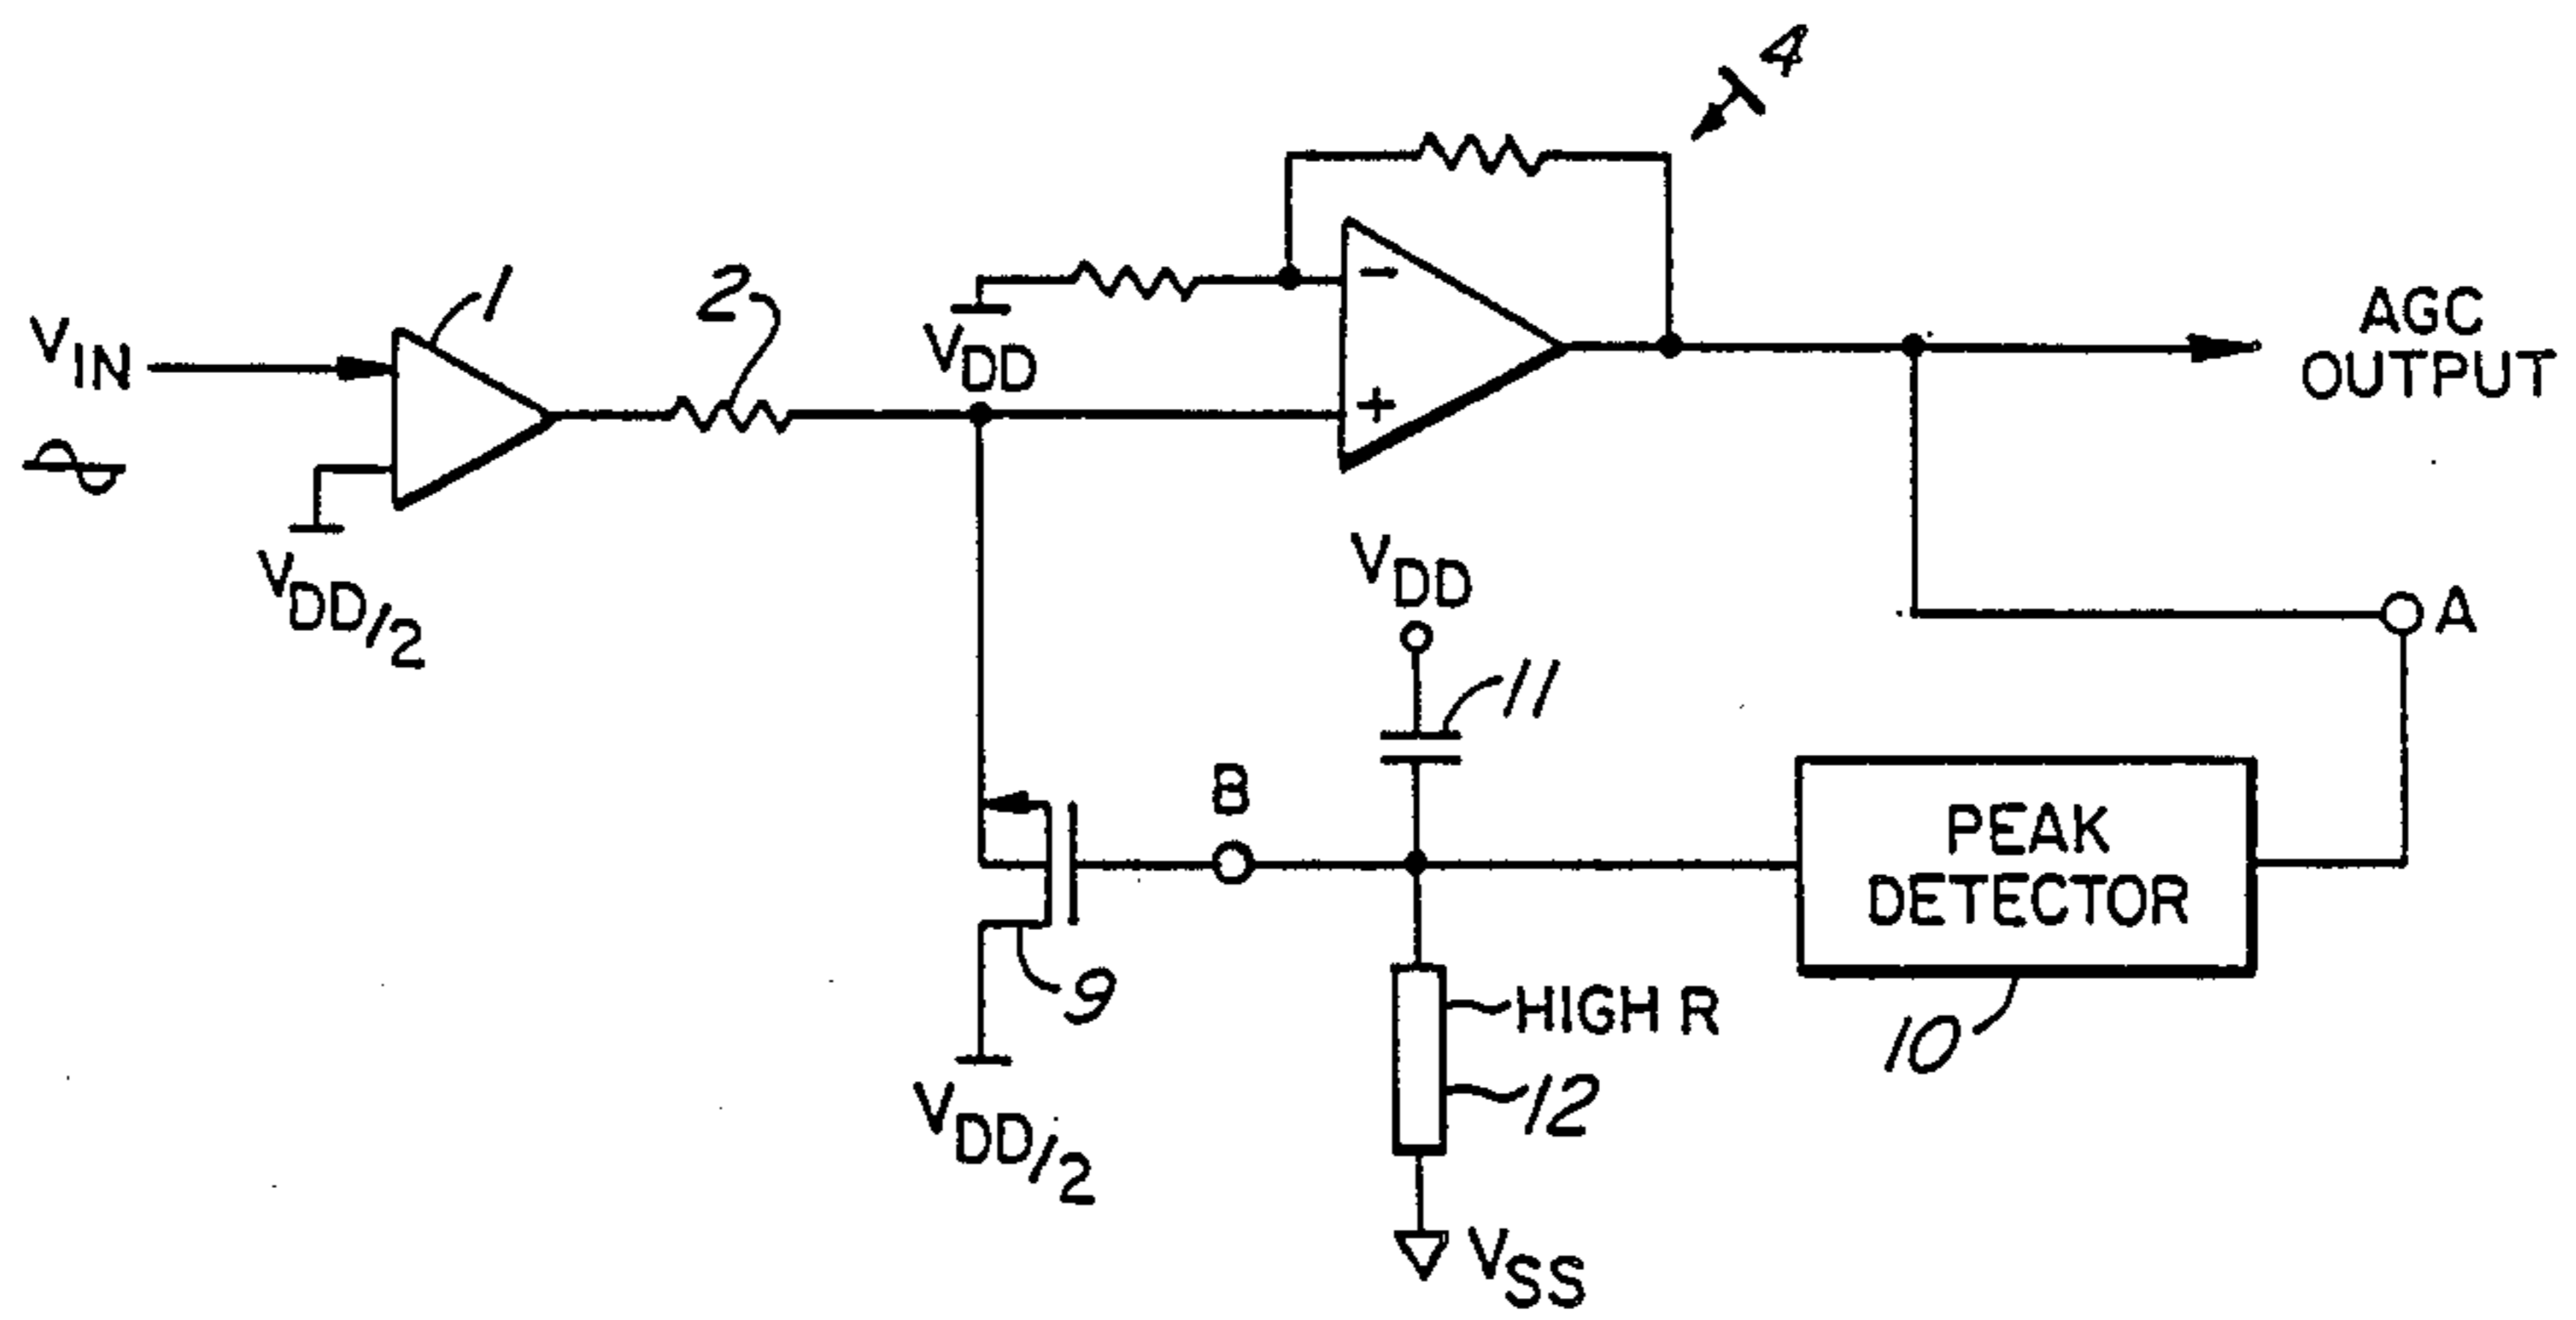 4
1
2
VIN
VDD
-
+
AGC
OUTPUT
VDD/2
VDD
11
A
B
PEAK
DETECTOR
9
HIGH R
10
12
VDD/2
VSS